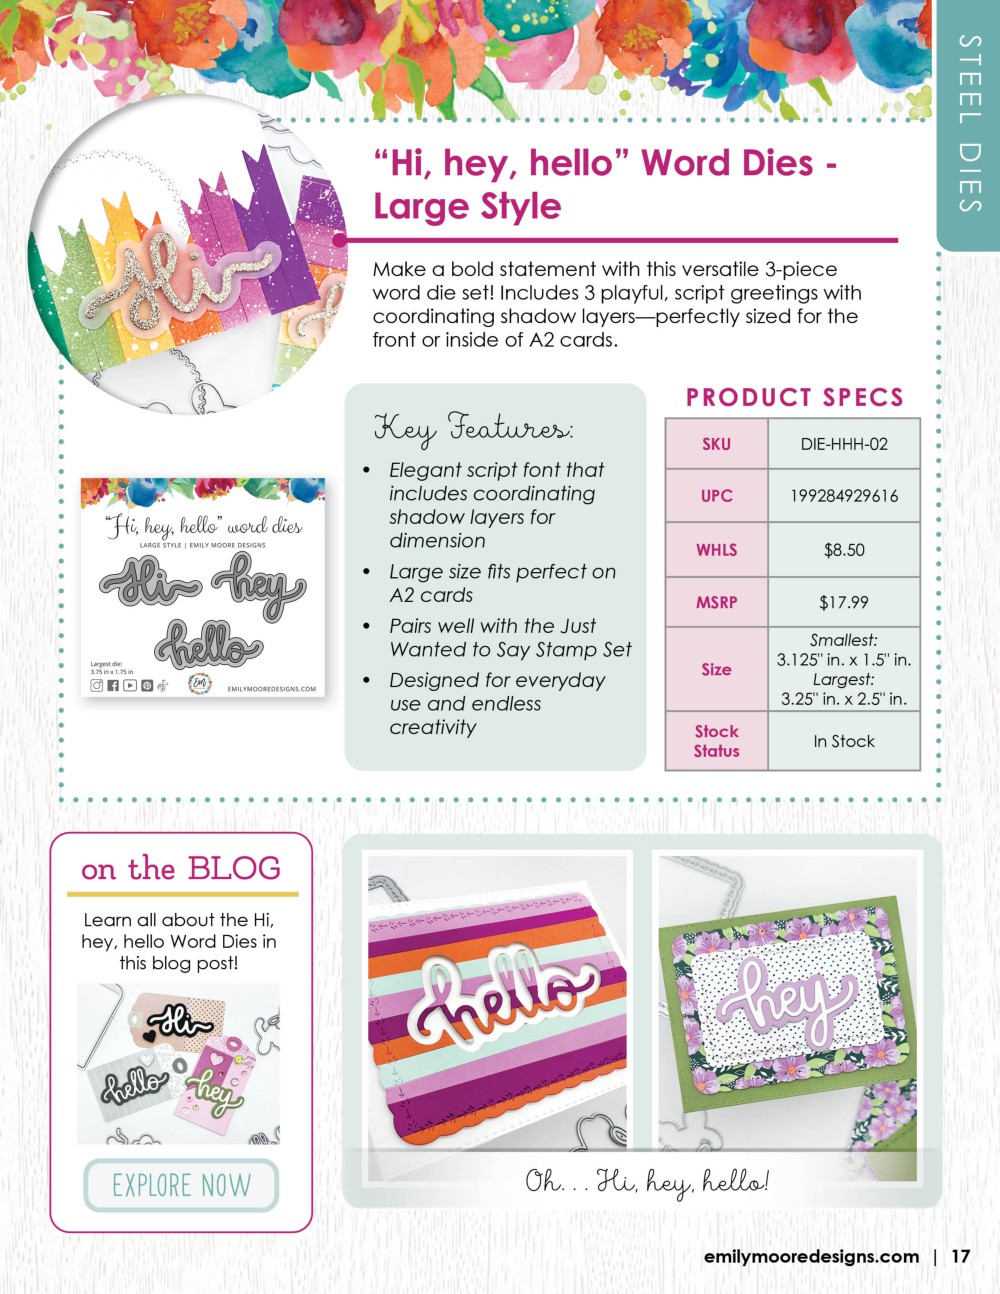 STEEL DIES
“Hi, hey, hello” Word Dies -
Large Style
Make a bold statement with this versatile 3-piece
word die set! Includes 3 playful, script greetings with
coordinating shadow layers—perfectly sized for the
front or inside of A2 cards.
Hi
"Hi, hey, hello" word dies
LARGE STYLE | EMILY MOORE DESIGNS
Hi hey
hello
Largest die:
3.75 in x 1.75 in
EM
EMILYMOOREDESIGNS.COM
Key Features:
• Elegant script font that
includes coordinating
shadow layers for
dimension
• Large size fits perfect on
A2 cards
• Pairs well with the Just
Wanted to Say Stamp Set
• Designed for everyday
use and endless
creativity
PRODUCT SPECS
SKU DIE-HHH-02
UPC 199284929616
WHLS $8.50
MSRP $17.99
Size
Smallest:
3.125" in. x 1.5" in.
Largest:
3.25" in. x 2.5" in.
Stock
Status
In Stock
on the BLOG
Learn all about the Hi,
hey, hello Word Dies in
this blog post!
Hi
hello
hey
EXPLORE NOW
hello
hey
Oh... Hi, hey, hello!
emilymooredesigns.com | 17